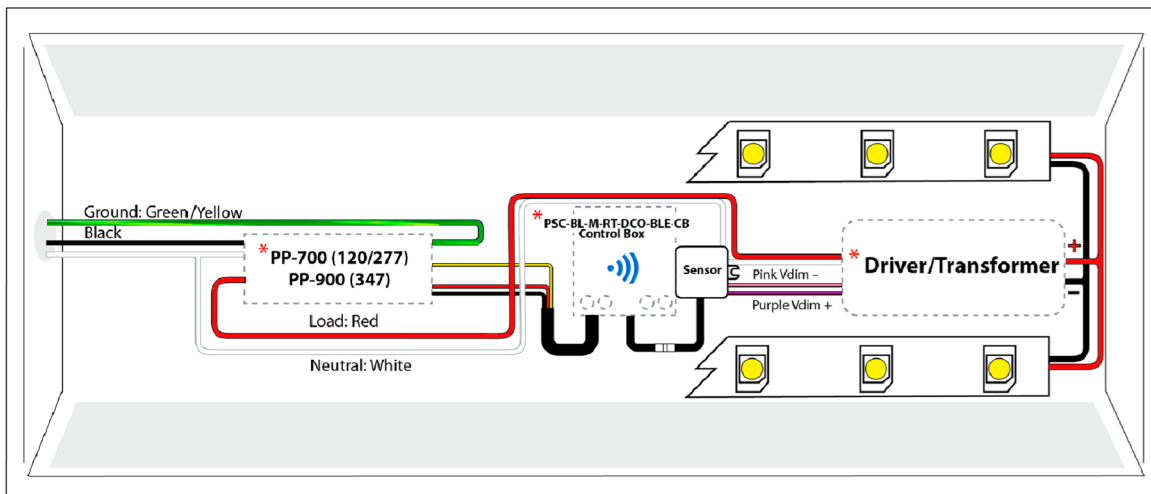 Ground: Green/Yellow
Black
* PP-700 (120/277)
PP-900 (347)
Load: Red
Neutral: White
* PSC-BL-M-RT-DCO-BLE-CB
Control Box
Sensor
Pink Vdim –
Purple Vdim +
* Driver/Transformer
+
–